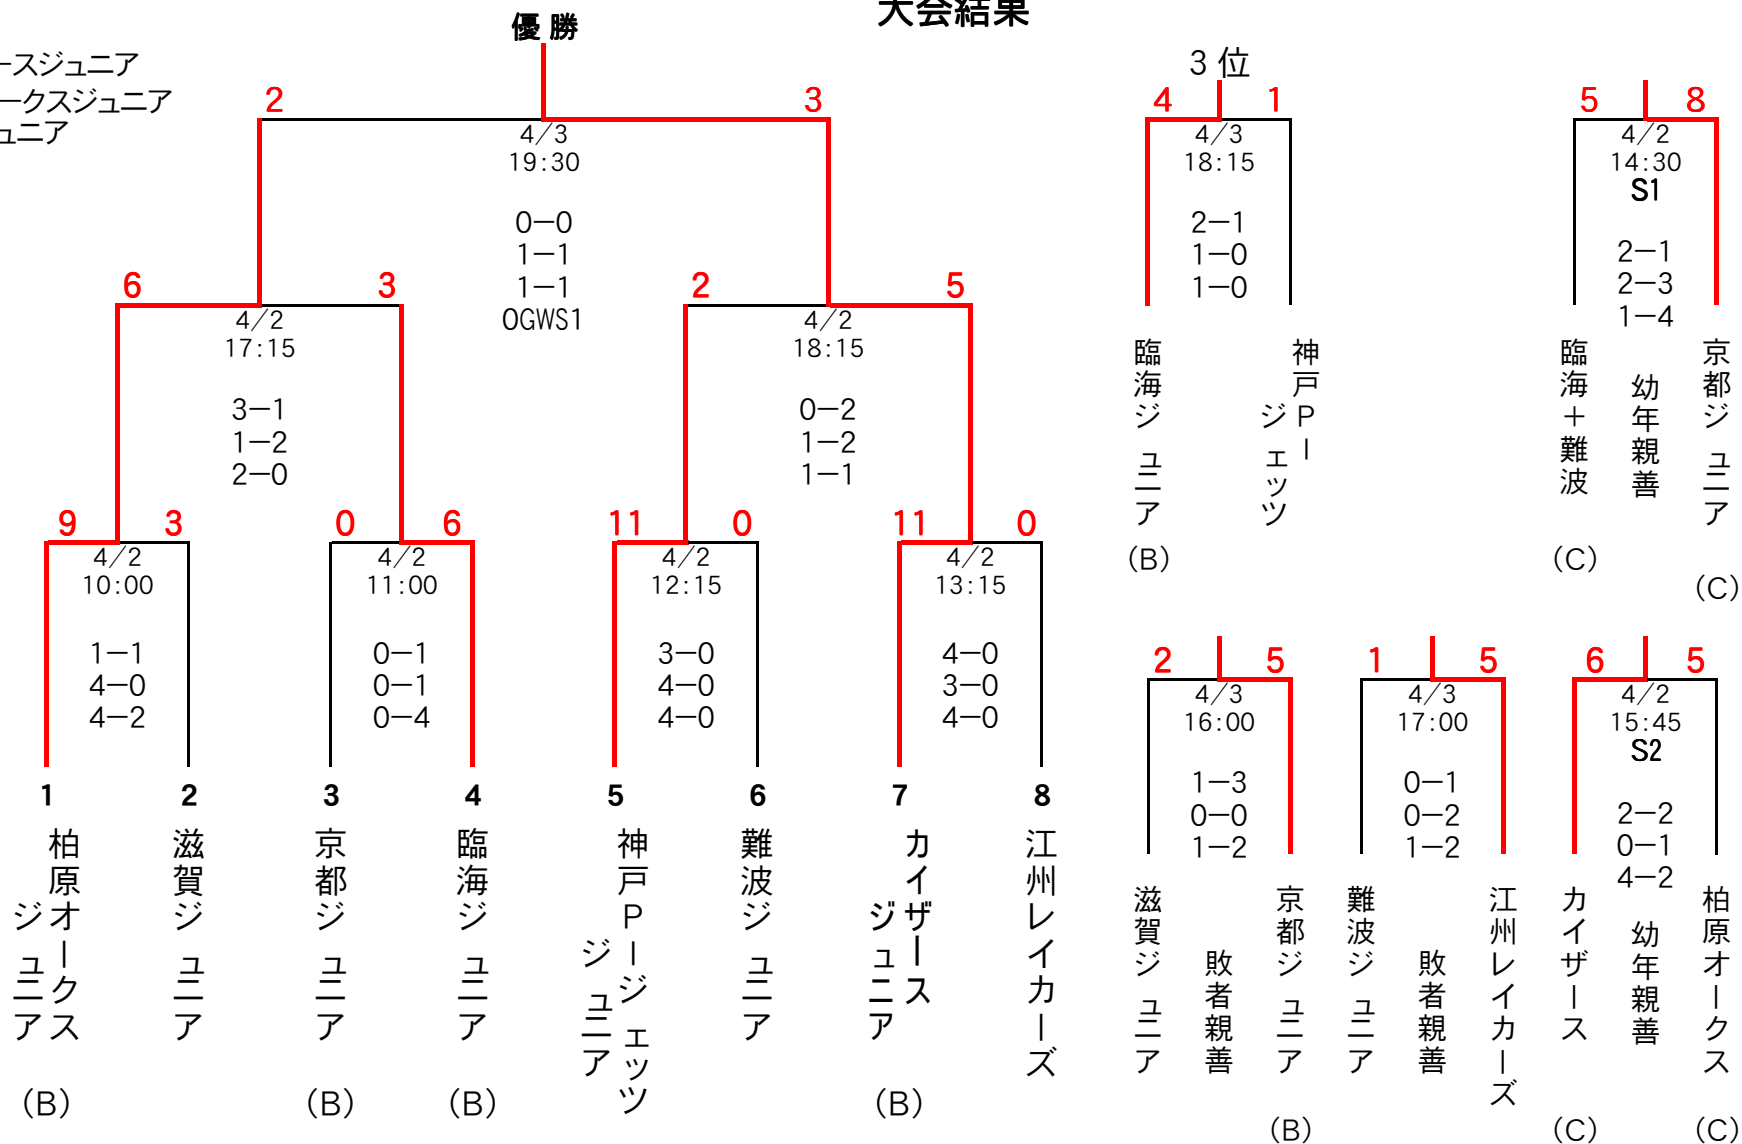 大会結果
優 勝
ースジュニア
ークスジュニア
ュニア
2
3
4/3
19:30
0-0
1-1
1-1
OGWS1
6
3
4/2
17:15
3-1
1-2
2-0
2
5
4/2
18:15
0-2
1-2
1-1
9
3
4/2
10:00
1-1
4-0
4-2
0
6
4/2
11:00
0-1
0-1
0-4
11
0
4/2
12:15
3-0
4-0
4-0
11
0
4/2
13:15
4-0
3-0
4-0
1
柏原オークス
ジュニア
(B)
2
滋賀ジュニア
3
京都ジュニア
(B)
4
臨海ジュニア
(B)
5
神戸Pージェッツ
ジュニア
6
難波ジュニア
7
カイザース
ジュニア
(B)
8
江州レイカーズ
3 位
4
1
4/3
18:15
2-1
1-0
1-0
臨海ジュニア
(B)
神戸Pー
ジェッツ
5
8
4/2
14:30
S1
2-1
2-3
1-4
臨海+難波
(C)
幼年親善
京都ジュニア
(C)
2
5
4/3
16:00
1-3
0-0
1-2
滋賀ジュニア
敗者親善
京都ジュニア
(B)
1
5
4/3
17:00
0-1
0-2
1-2
難波ジュニア
敗者親善
江州レイカーズ
6
5
4/2
15:45
S2
2-2
0-1
4-2
カイザース
(C)
幼年親善
柏原オークス
(C)